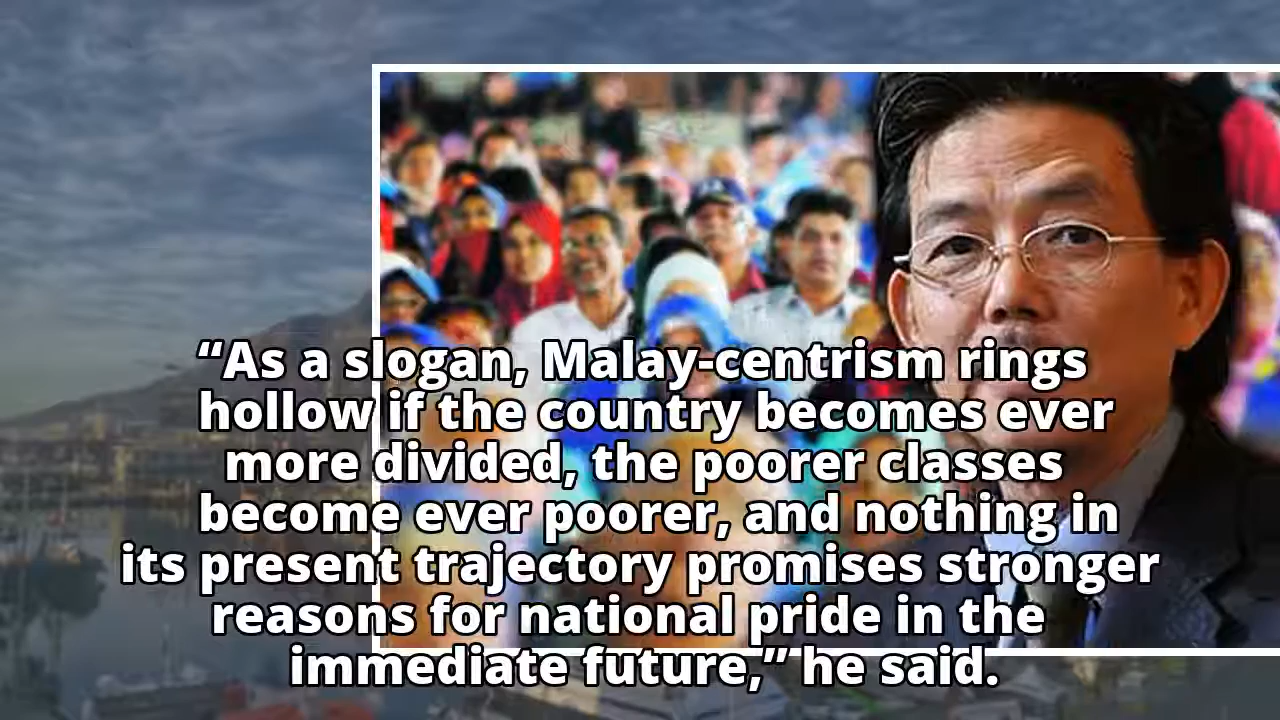 “As a slogan, Malay-centrism rings
hollow if the country becomes ever
more divided, the poorer classes
become ever poorer, and nothing in
its present trajectory promises stronger
reasons for national pride in the
immediate future,” he said.